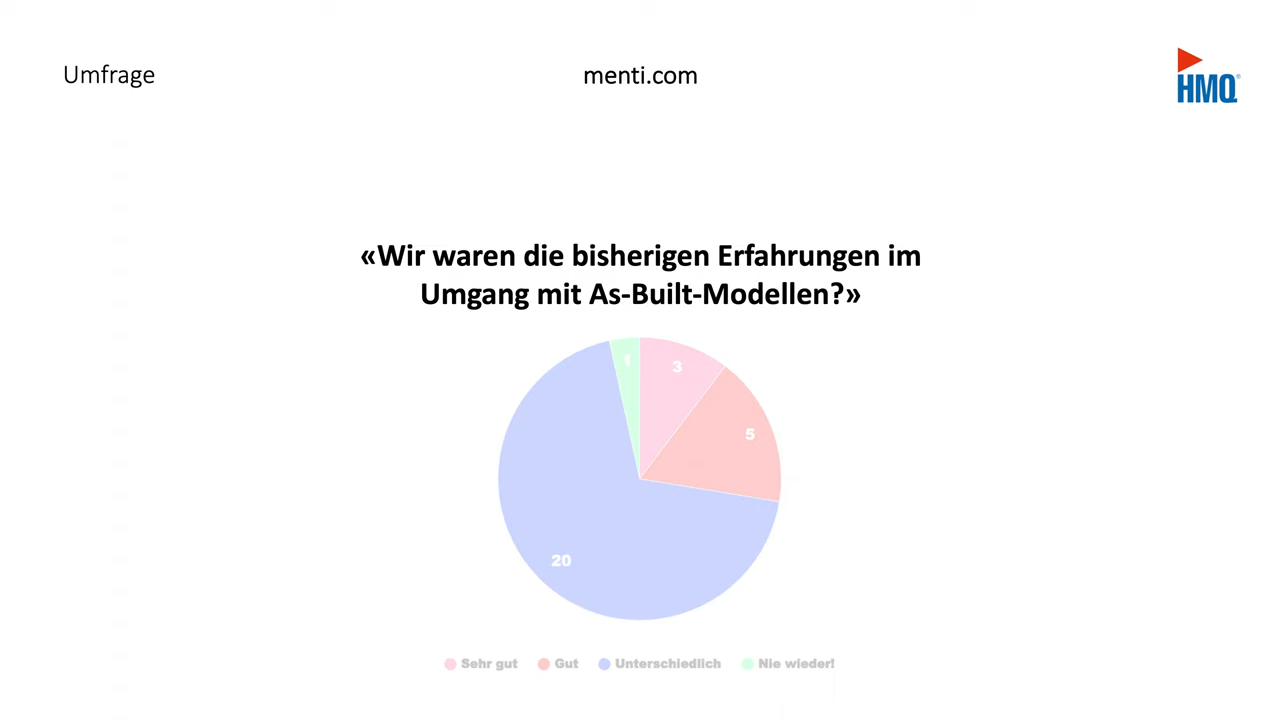 Umfrage
menti.com
HMQ®
«Wir waren die bisherigen Erfahrungen im
Umgang mit As-Built-Modellen?»
1
3
5
20
Sehr gut
Gut
Unterschiedlich
Nie wieder!